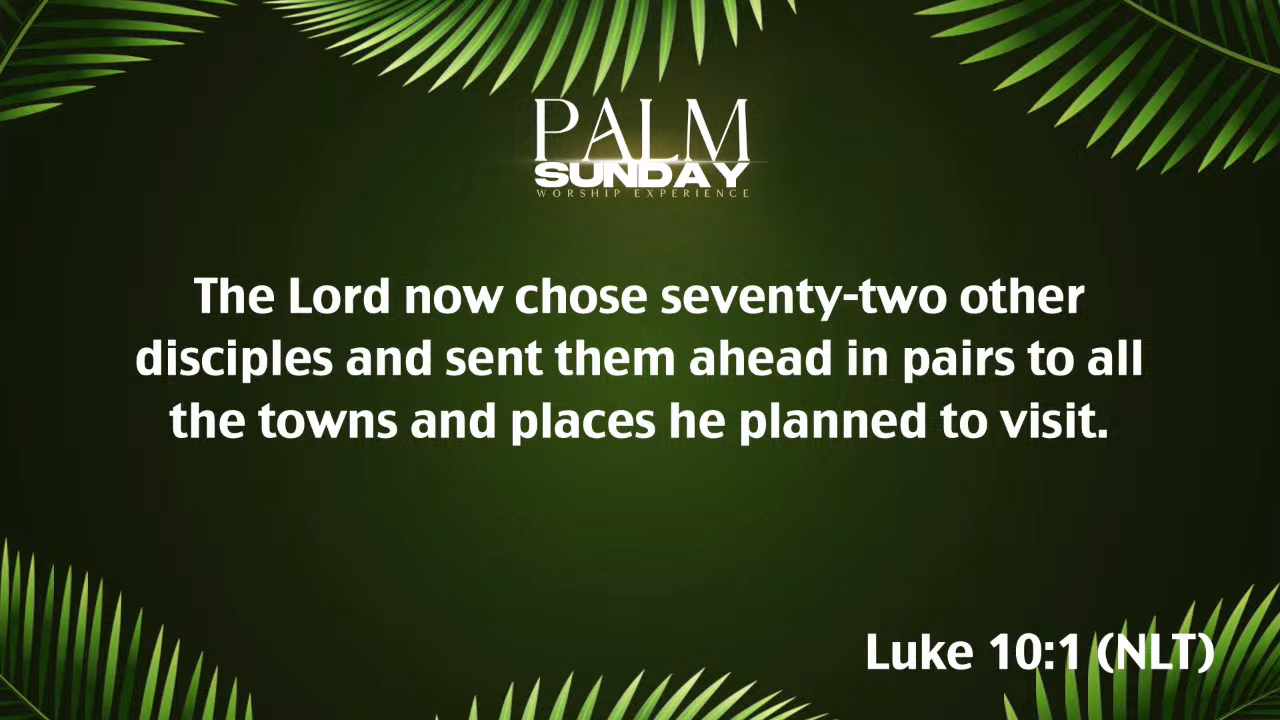 PALM
SUNDAY
WORSHIP EXPERIENCE
The Lord now chose seventy-two other
disciples and sent them ahead in pairs to all
the towns and places he planned to visit.
Luke 10:1 (NLT)